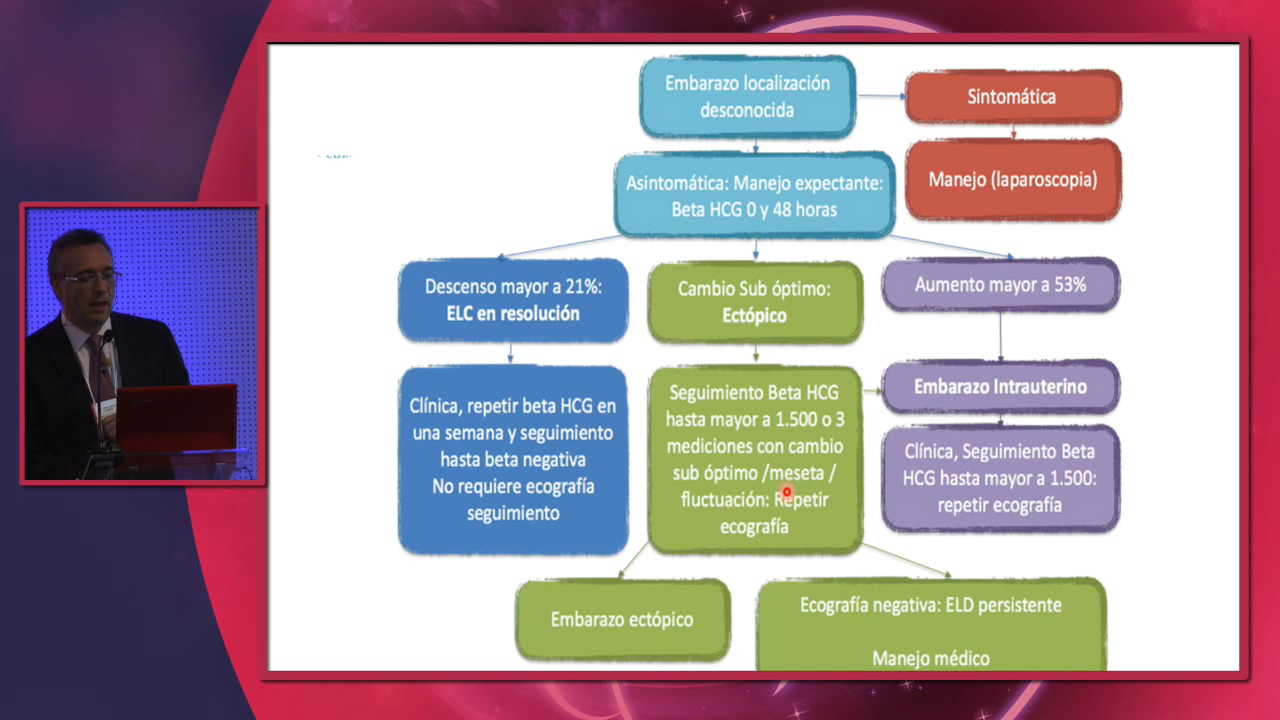 Embarazo localización
desconocida
Sintomática
Manejo (laparoscopia)
Asintomática: Manejo expectante:
Beta HCG 0 y 48 horas
Descenso mayor a 21%:
ELC en resolución
Cambio Sub óptimo:
Ectópico
Aumento mayor a 53%
Clínica, repetir beta HCG en
una semana y seguimiento
hasta beta negativa
No requiere ecografía
seguimiento
Seguimiento Beta HCG
hasta mayor a 1.500 o 3
mediciones con cambio
sub óptimo /meseta /
fluctuación: Repetir
ecografía
Embarazo Intrauterino
Clínica, Seguimiento Beta
HCG hasta mayor a 1.500:
repetir ecografía
Embarazo ectópico
Ecografía negativa: ELD persistente
Manejo médico